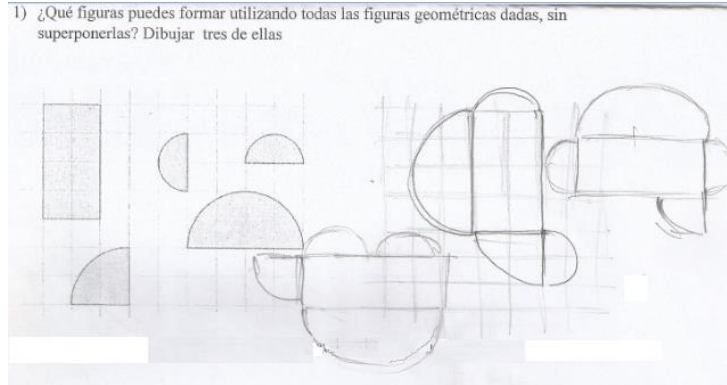 1) ¿Qué figuras puedes formar utilizando todas las figuras geométricas dadas, sin
superponerlas? Dibujar tres de ellas